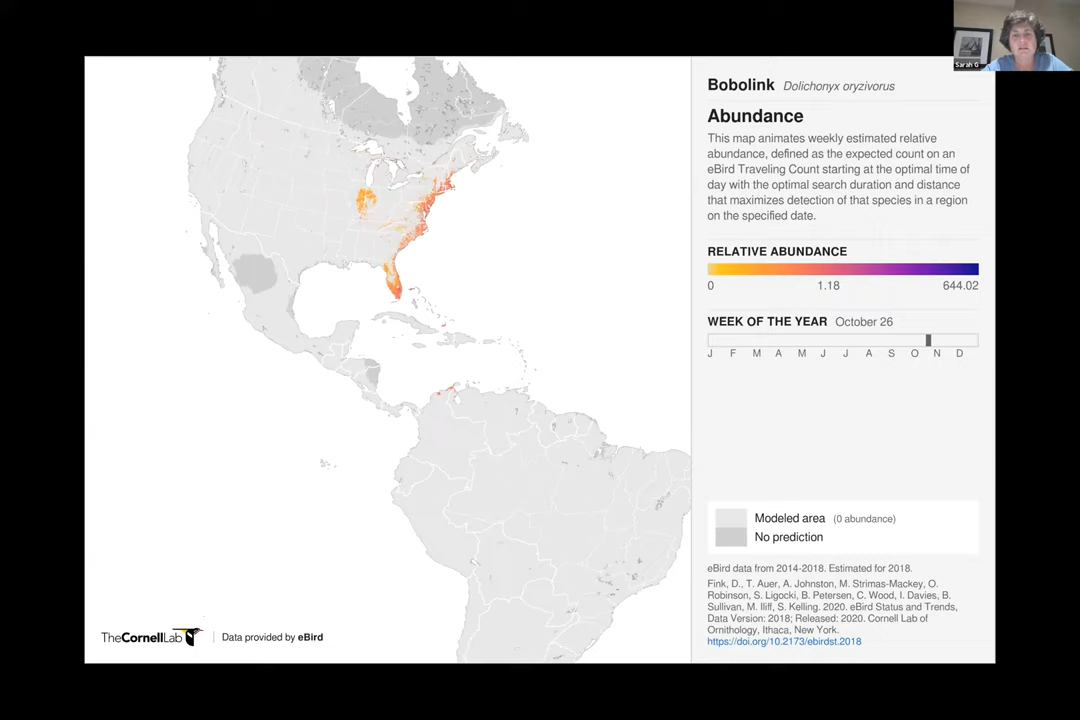 Sarah G
Bobolink Dolichonyx oryzivorus
Abundance
This map animates weekly estimated relative
abundance, defined as the expected count on an
eBird Traveling Count starting at the optimal time of
day with the optimal search duration and distance
that maximizes detection of that species in a region
on the specified date.
RELATIVE ABUNDANCE
0 1.18 644.02
WEEK OF THE YEAR October 26
J F M A M J J A S O N D
Modeled area (0 abundance)
No prediction
eBird data from 2014-2018. Estimated for 2018.
Fink, D., T. Auer, A. Johnston, M. Strimas-Mackey, O.
Robinson, S. Ligocki, B. Petersen, C. Wood, I. Davies, B.
Sullivan, M. Iliff, S. Kelling. 2020. eBird Status and Trends,
Data Version: 2018; Released: 2020. Cornell Lab of
Ornithology, Ithaca, New York.
https://doi.org/10.2173/ebirdst.2018
TheCornellLab Data provided by eBird